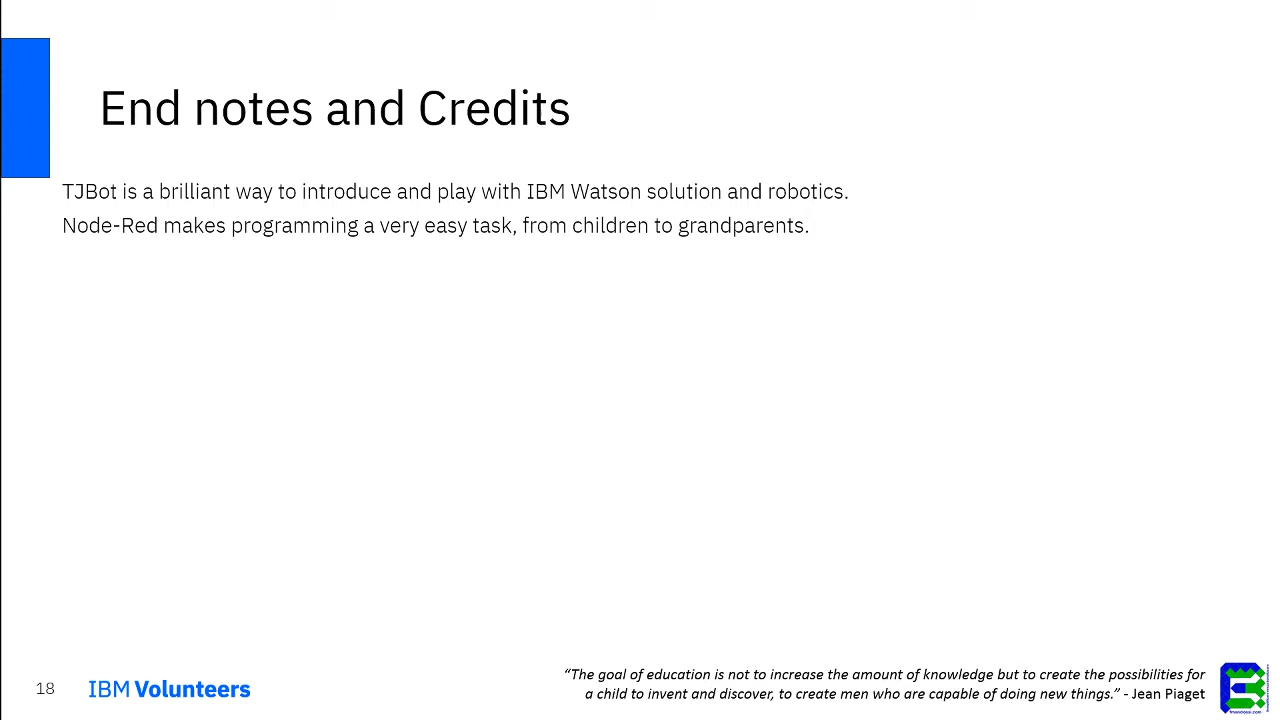 End notes and Credits
TJBot is a brilliant way to introduce and play with IBM Watson solution and robotics.
Node-Red makes programming a very easy task, from children to grandparents.
18
IBM Volunteers
“The goal of education is not to increase the amount of knowledge but to create the possibilities for
a child to invent and discover, to create men who are capable of doing new things.” - Jean Piaget